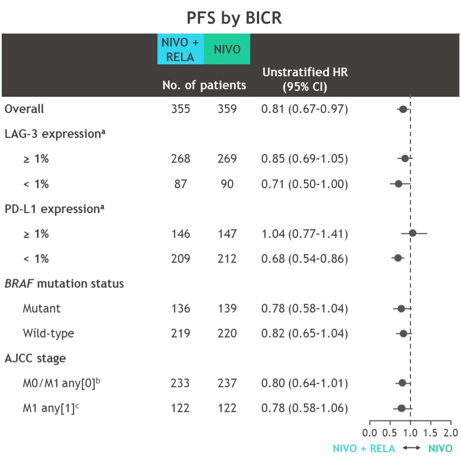 PFS by BICR
NIVO + RELA NIVO
No. of patients Unstratified HR (95% CI)
Overall 355 359 0.81 (0.67-0.97)
LAG-3 expressionᵃ
≥ 1% 268 269 0.85 (0.69-1.05)
< 1% 87 90 0.71 (0.50-1.00)
PD-L1 expressionᵃ
≥ 1% 146 147 1.04 (0.77-1.41)
< 1% 209 212 0.68 (0.54-0.86)
BRAF mutation status
Mutant 136 139 0.78 (0.58-1.04)
Wild-type 219 220 0.82 (0.65-1.04)
AJCC stage
M0/M1 any[0]ᵇ 233 237 0.80 (0.64-1.01)
M1 any[1]ᶜ 122 122 0.78 (0.58-1.06)
0.0 0.5 1.0 1.5 2.0
NIVO + RELA ↔ NIVO